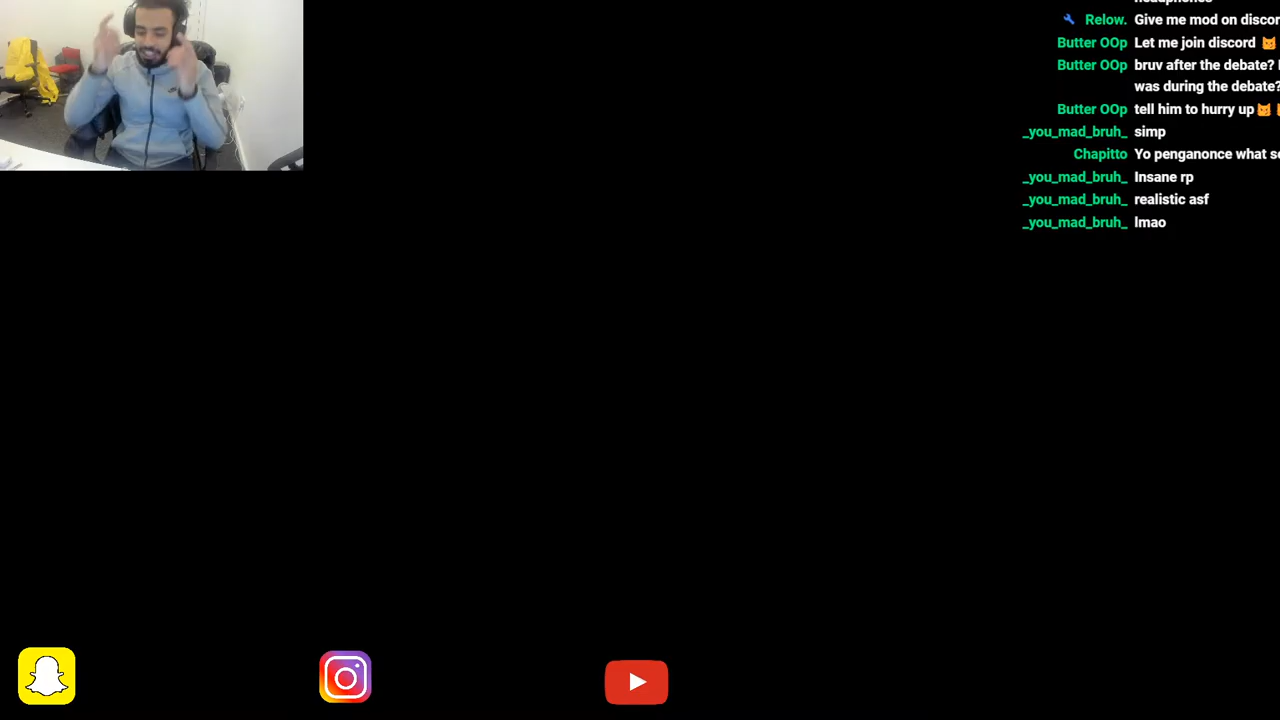 Relow. Give me mod on discor
Butter OOp Let me join discord
Butter OOp bruv after the debate?
was during the debate?
Butter OOp tell him to hurry up
_you_mad_bruh_ simp
Chapitto Yo penganonce what
_you_mad_bruh_ Insane rp
_you_mad_bruh_ realistic asf
_you_mad_bruh_ lmao